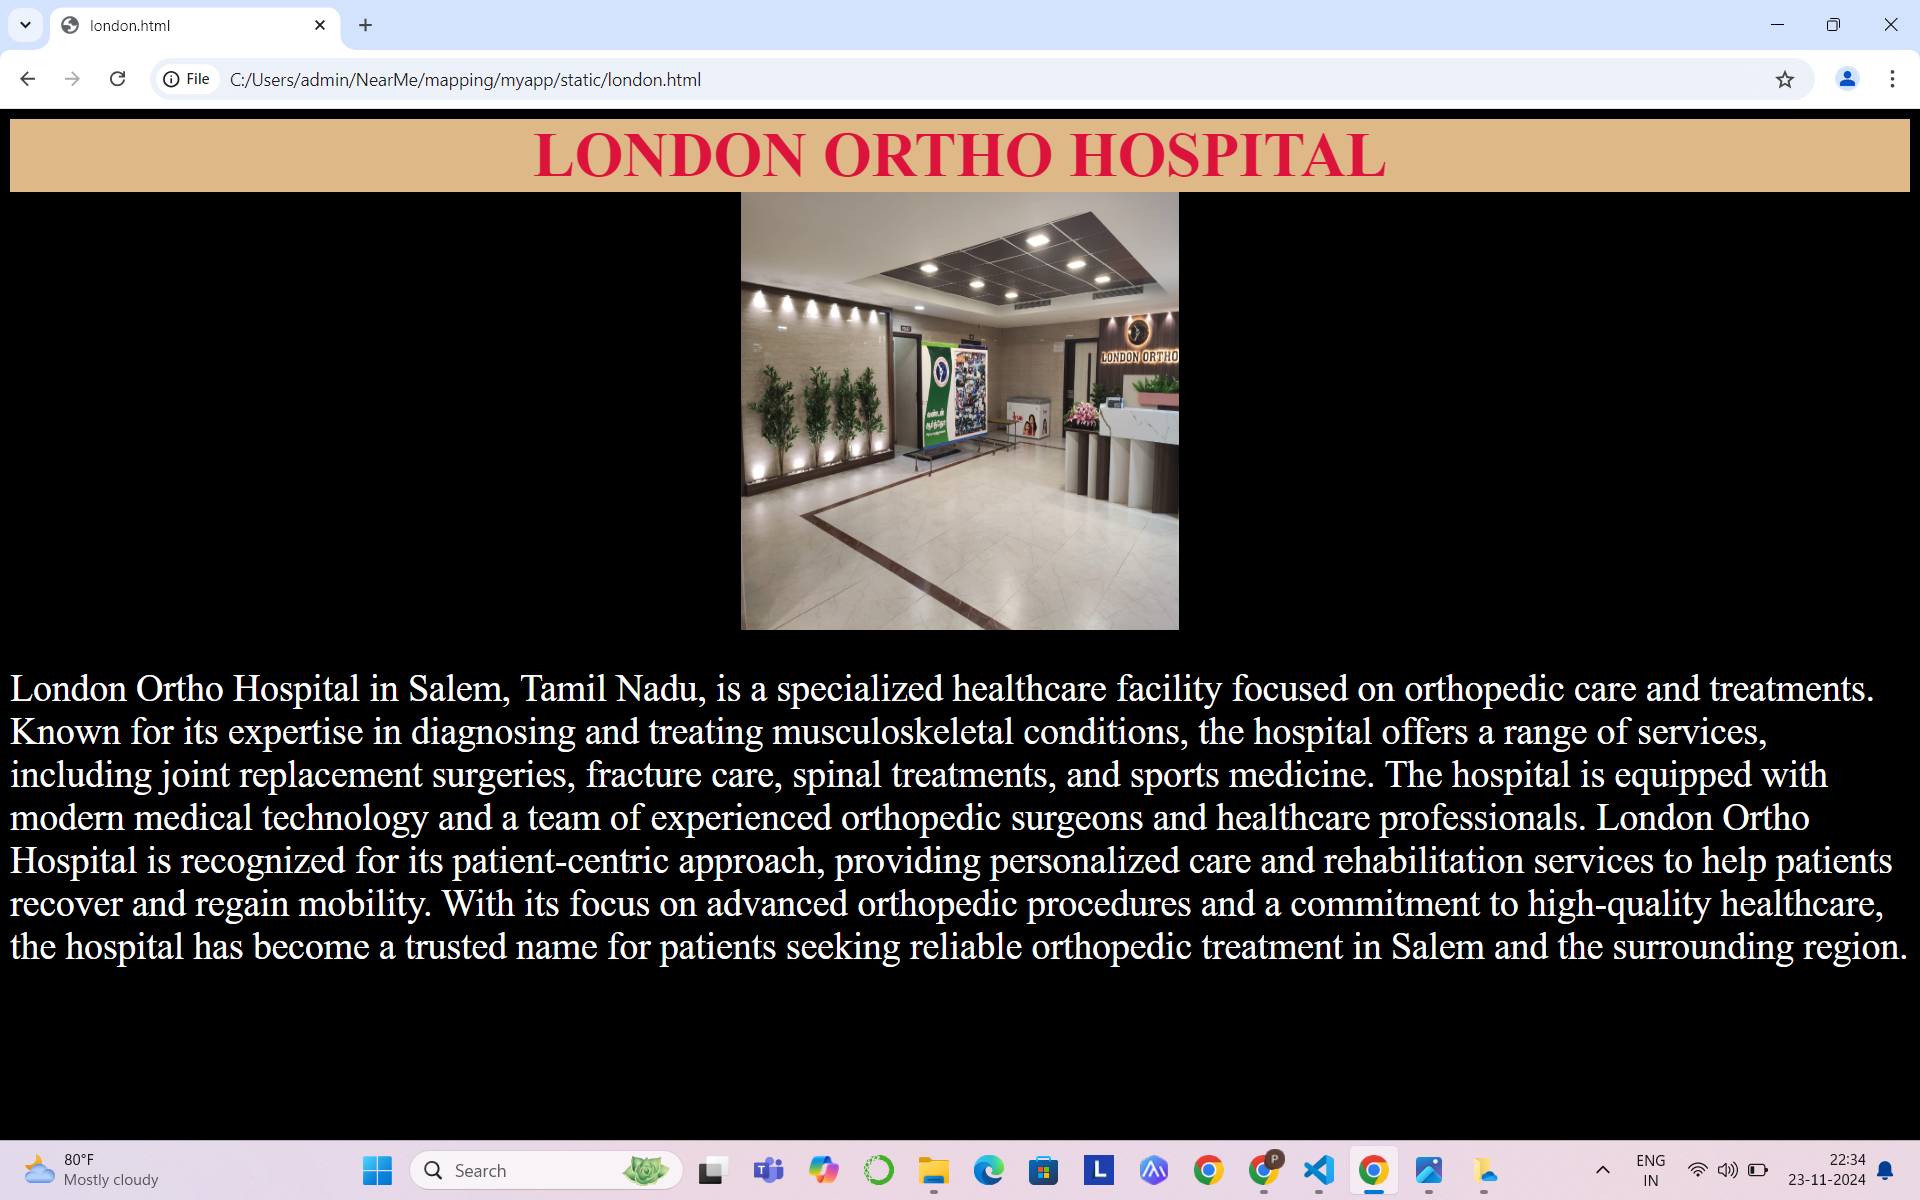 london.html
File
C:/Users/admin/NearMe/mapping/myapp/static/london.html
LONDON ORTHO HOSPITAL
LONDON ORTHO
லண்டன்
ஆர்த்தோ
London Ortho Hospital in Salem, Tamil Nadu, is a specialized healthcare facility focused on orthopedic care and treatments.
Known for its expertise in diagnosing and treating musculoskeletal conditions, the hospital offers a range of services,
including joint replacement surgeries, fracture care, spinal treatments, and sports medicine. The hospital is equipped with
modern medical technology and a team of experienced orthopedic surgeons and healthcare professionals. London Ortho
Hospital is recognized for its patient-centric approach, providing personalized care and rehabilitation services to help patients
recover and regain mobility. With its focus on advanced orthopedic procedures and a commitment to high-quality healthcare,
the hospital has become a trusted name for patients seeking reliable orthopedic treatment in Salem and the surrounding region.
80°F
Mostly cloudy
Search
L
P
ENG
IN
22:34
23-11-2024